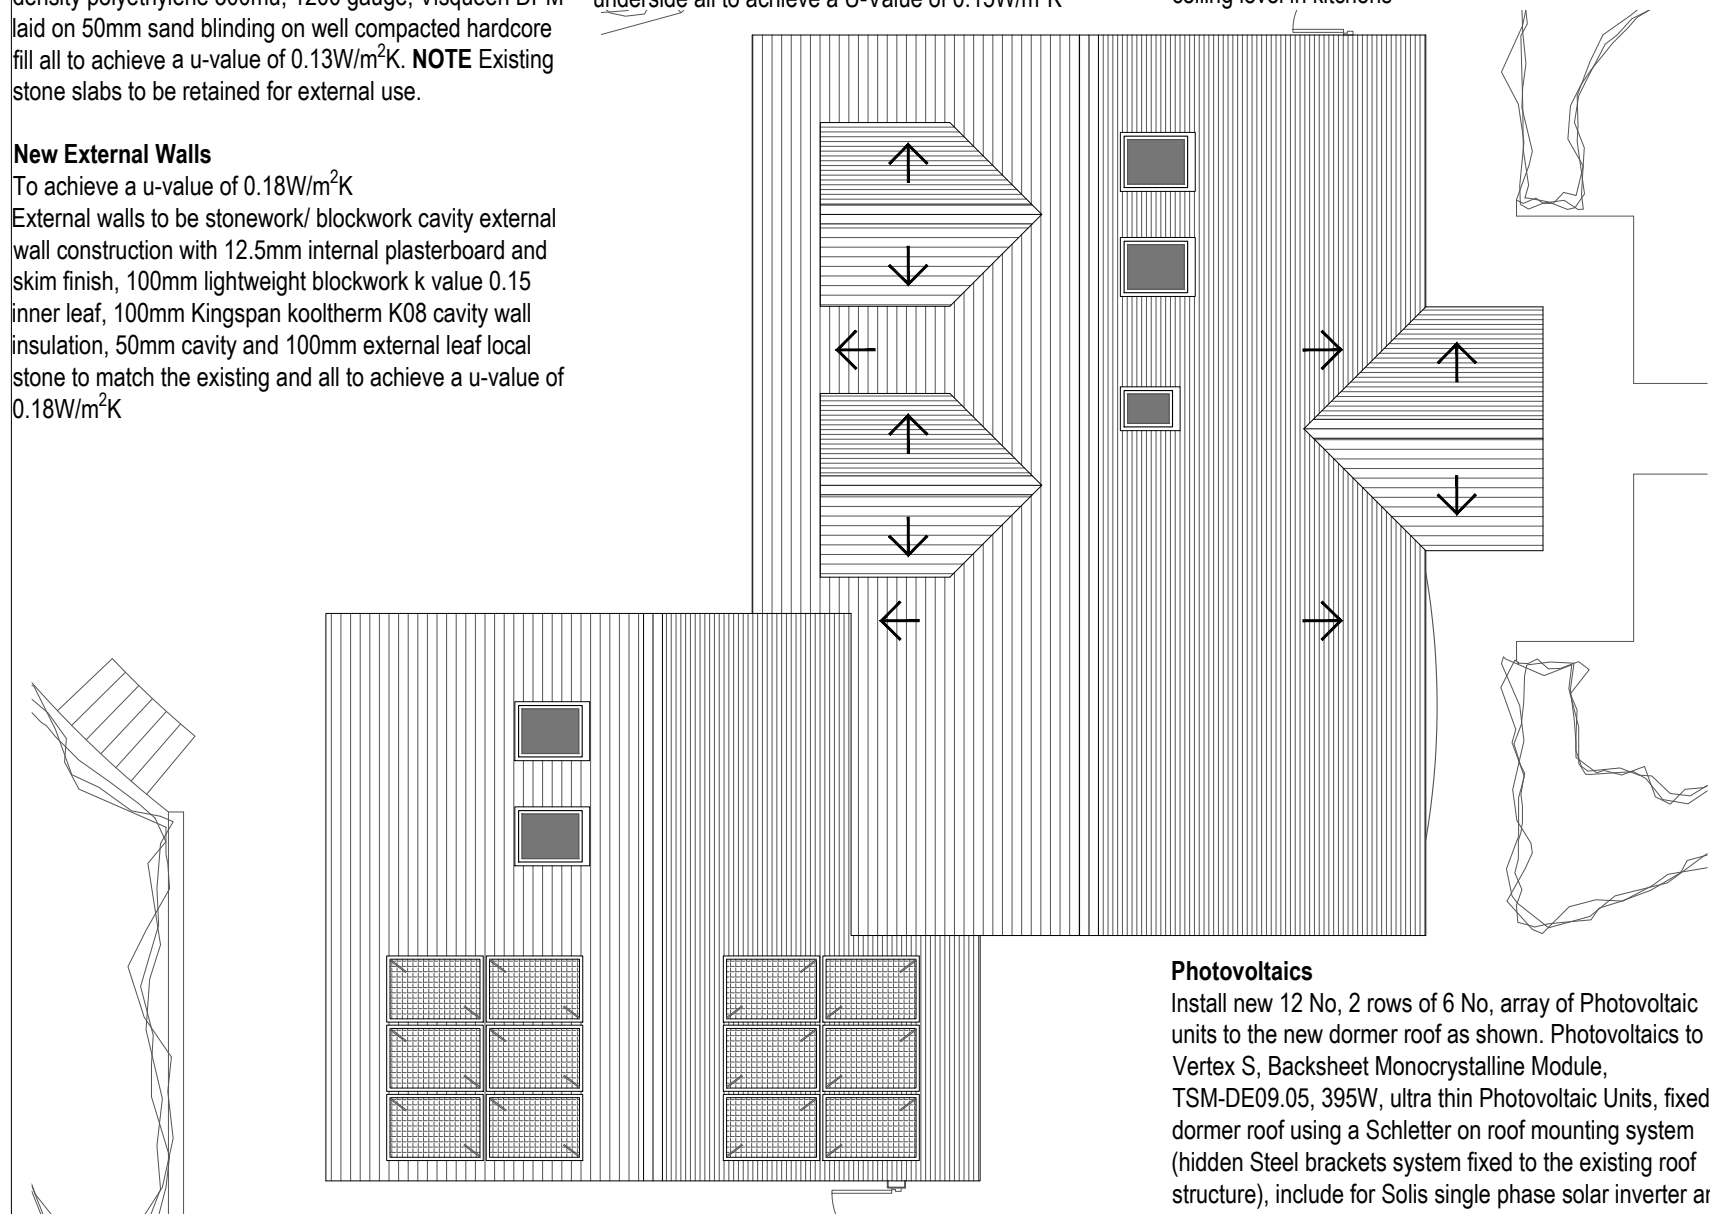 density polyethylene 300mu, 1200 gauge, Visqueen DPM
laid on 50mm sand blinding on well compacted hardcore
fill all to achieve a u-value of 0.13W/m²K. NOTE Existing
stone slabs to be retained for external use.
New External Walls
To achieve a u-value of 0.18W/m²K
External walls to be stonework/ blockwork cavity external
wall construction with 12.5mm internal plasterboard and
skim finish, 100mm lightweight blockwork k value 0.15
inner leaf, 100mm Kingspan kooltherm K08 cavity wall
insulation, 50mm cavity and 100mm external leaf local
stone to match the existing and all to achieve a u-value of
0.18W/m²K
underside all to achieve a U-value of 0.15W/m²K
ceiling level in kitchens
Photovoltaics
Install new 12 No, 2 rows of 6 No, array of Photovoltaic
units to the new dormer roof as shown. Photovoltaics to
Vertex S, Backsheet Monocrystalline Module,
TSM-DE09.05, 395W, ultra thin Photovoltaic Units, fixed
dormer roof using a Schletter on roof mounting system
(hidden Steel brackets system fixed to the existing roof
structure), include for Solis single phase solar inverter